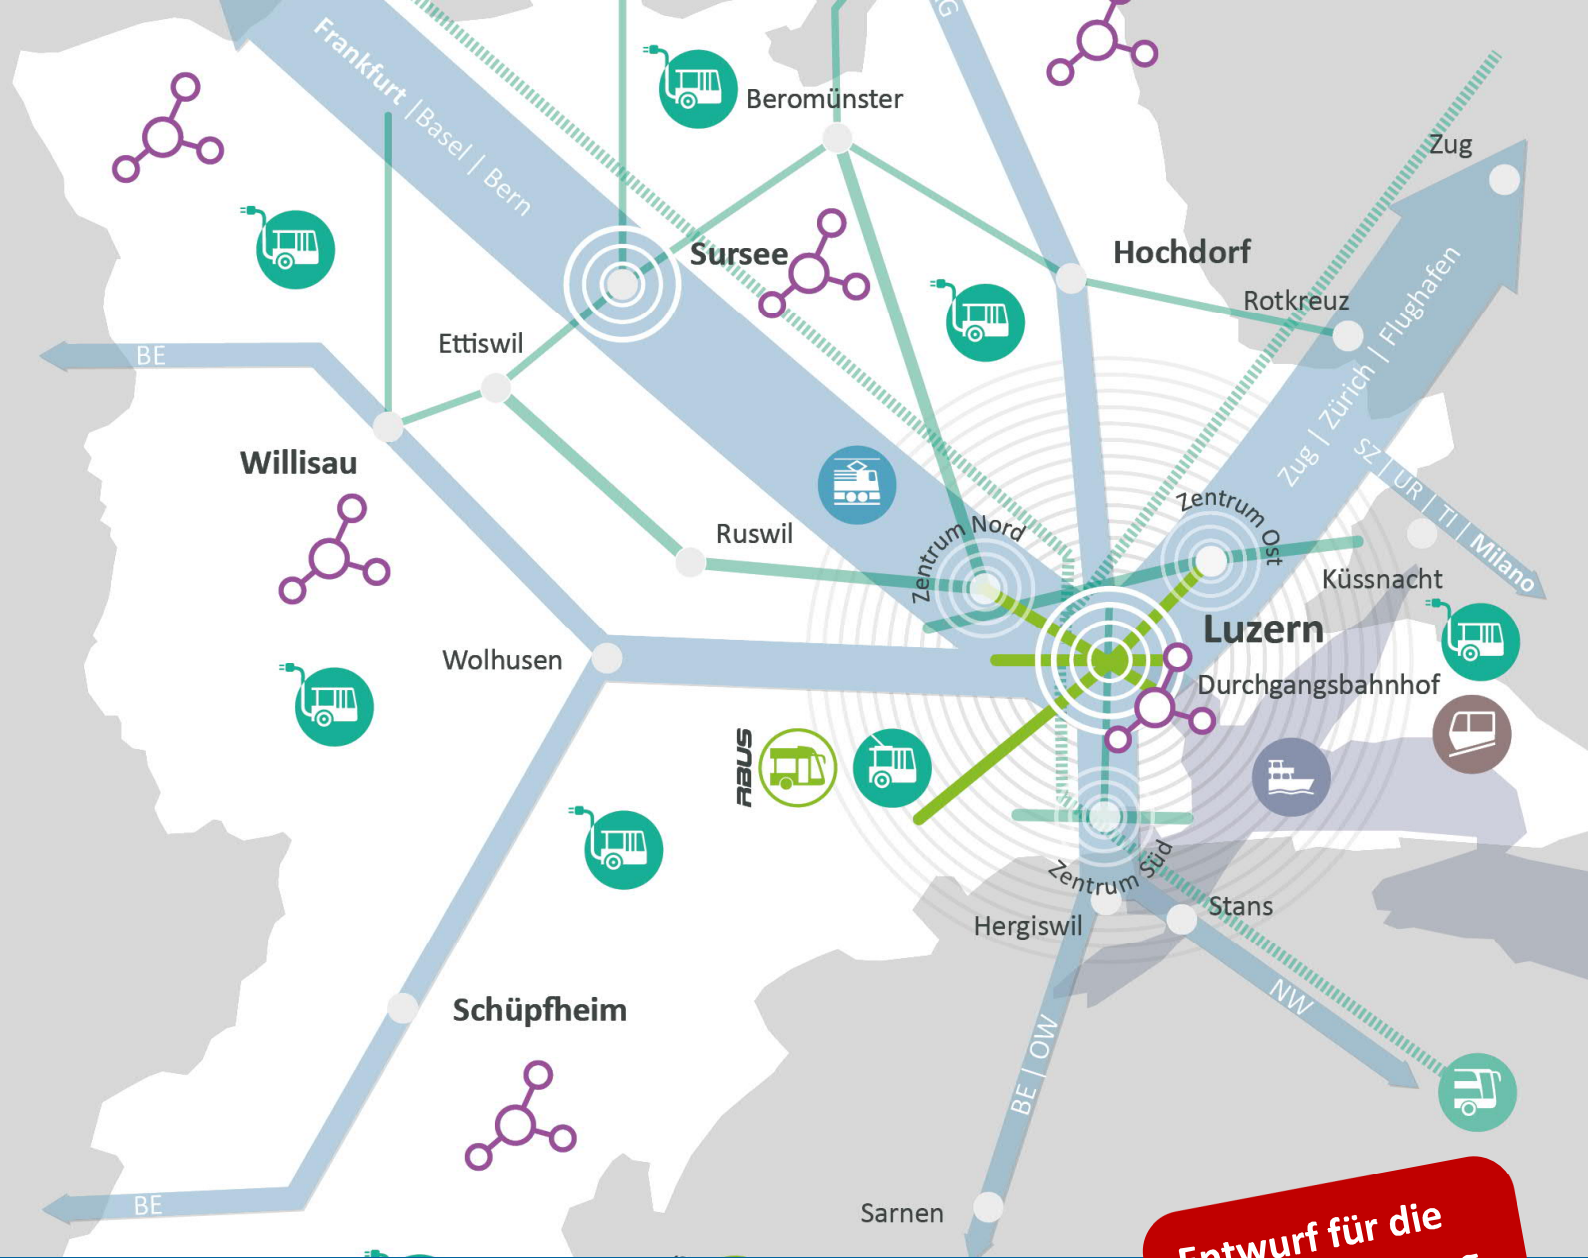 G
Frankfurt | Basel | Bern
Beromünster
Zug
Sursee
Hochdorf
Rotkreuz
Zug | Zürich | Flughafen
Ettiswil
BE
Willisau
SZ | UR | TI | Milano
Zentrum Nord
Zentrum Ost
Ruswil
Küssnacht
Luzern
Wolhusen
Durchgangsbahnhof
RBUS
Zentrum Süd
Stans
Hergiswil
NW
Schüpfheim
BE | OW
BE
Sarnen
Entwurf für die